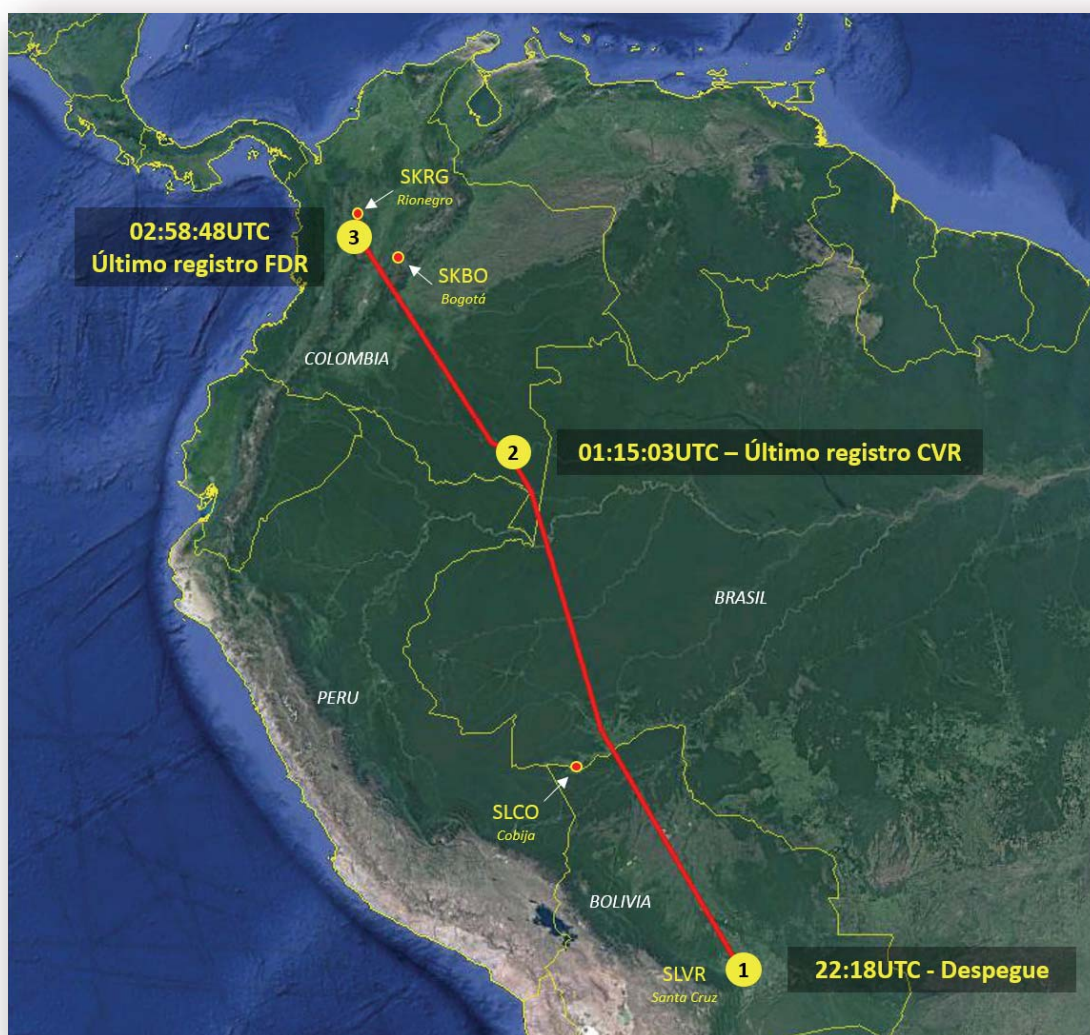 SKRG
Rionegro
02:58:48UTC
Último registro FDR
3
SKBO
Bogotá
COLOMBIA
2
01:15:03UTC – Último registro CVR
BRASIL
PERU
SLCO
Cobija
BOLIVIA
SLVR
Santa Cruz
1
22:18UTC - Despegue